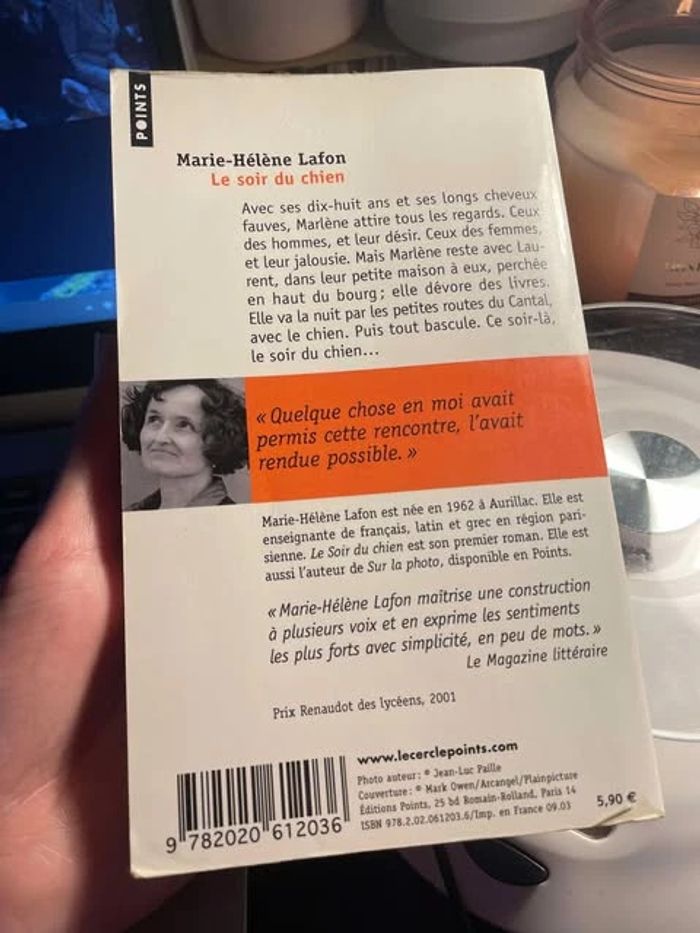 POINTS
Marie-Hélène Lafon
Le soir du chien
Avec ses dix-huit ans et ses longs cheveux
fauves, Marlène attire tous les regards. Ceux
des hommes, et leur désir. Ceux des femmes,
et leur jalousie. Mais Marlène reste avec Lau-
rent, dans leur petite maison à eux, perchée
en haut du bourg ; elle dévore des livres.
Elle va la nuit par les petites routes du Cantal,
avec le chien. Puis tout bascule. Ce soir-là,
le soir du chien...
« Quelque chose en moi avait
permis cette rencontre, l'avait
rendue possible. »
Marie-Hélène Lafon est née en 1962 à Aurillac. Elle est
enseignante de français, latin et grec en région pari-
sienne. Le Soir du chien est son premier roman. Elle est
aussi l'auteur de Sur la photo, disponible en Points.
« Marie-Hélène Lafon maîtrise une construction
à plusieurs voix et en exprime les sentiments
les plus forts avec simplicité, en peu de mots. »
Le Magazine littéraire
Prix Renaudot des lycéens, 2001
www.lecerclepoints.com
Photo auteur : © Jean-Luc Paille
Couverture : © Mark Owen/Arcangel/Plainpicture
Éditions Points, 25 bd Romain-Rolland, Paris 14
ISBN 978.2.02.061203.6/Imp. en France 09.03
5,90 €
9 782020 612036